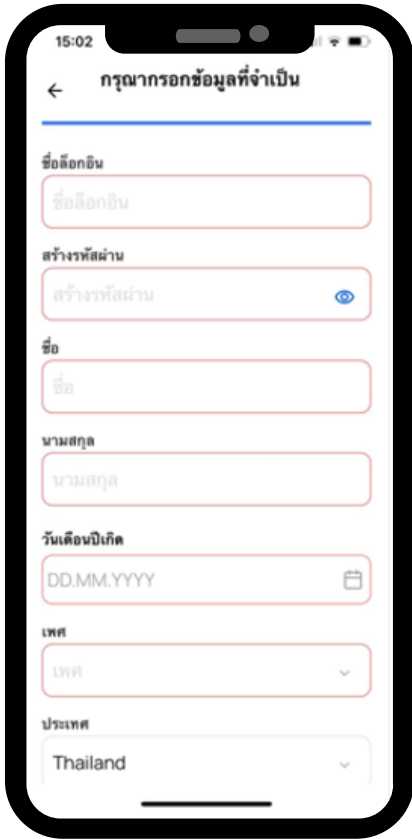 15:02
กรุณากรอกข้อมูลที่จำเป็น
ชื่อล็อกอิน
ชื่อล็อกอิน
สร้างรหัสผ่าน
สร้างรหัสผ่าน
ชื่อ
ชื่อ
นามสกุล
นามสกุล
วันเดือนปีเกิด
DD.MM.YYYY
เพศ
เพศ
ประเทศ
Thailand